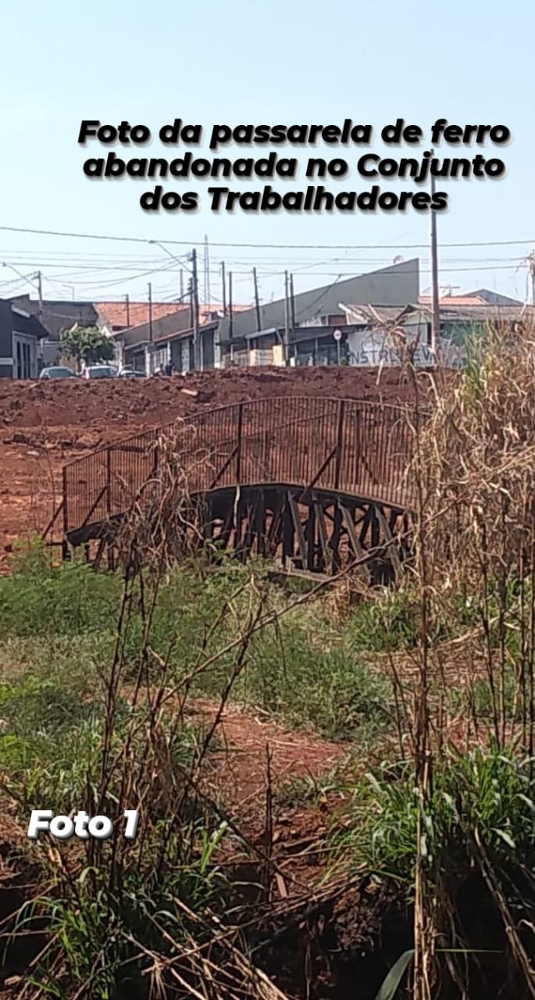 Foto da passarela de ferro
abandonada no Conjunto
dos Trabalhadores
Foto 1